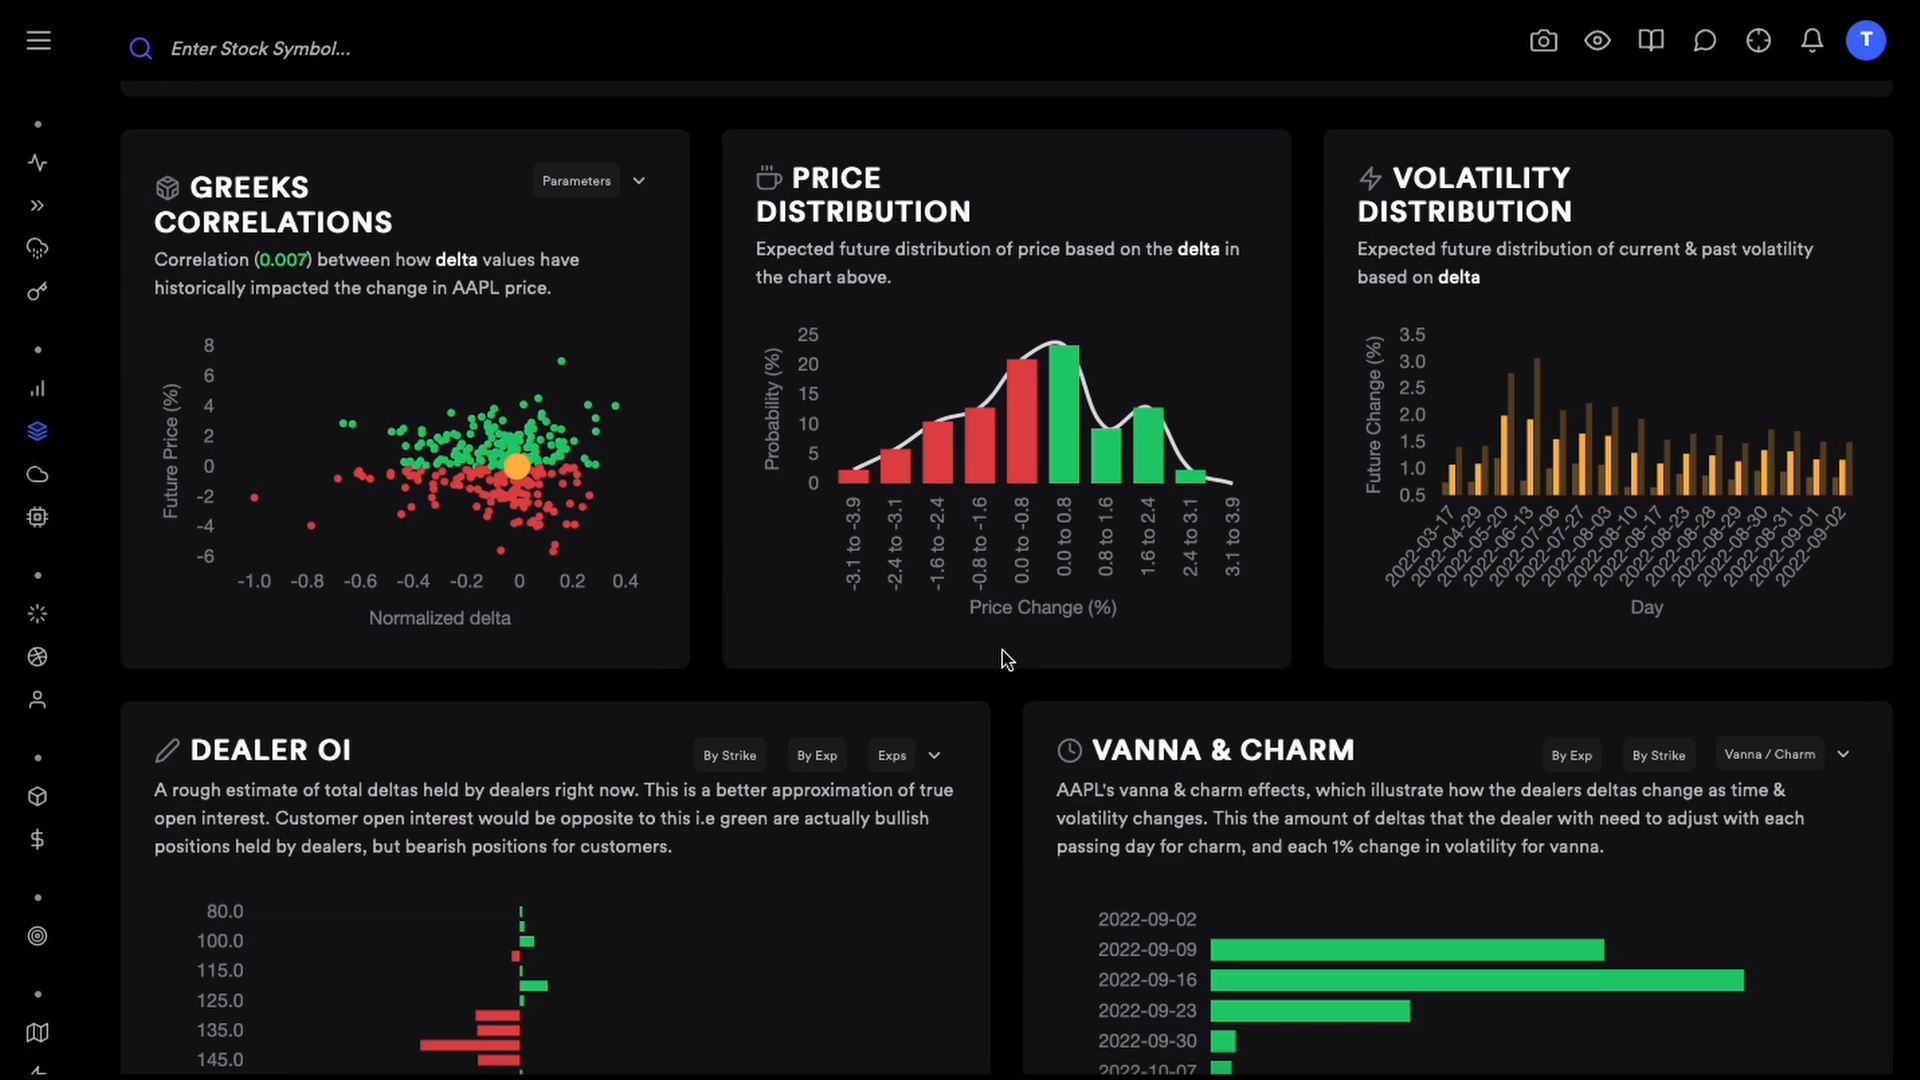 Enter Stock Symbol...
T
GREEKS
CORRELATIONS
Parameters
Correlation (0.007) between how delta values have
historically impacted the change in AAPL price.
Future Price (%)
8
6
4
2
0
-2
-4
-6
-1.0 -0.8 -0.6 -0.4 -0.2 0 0.2 0.4
Normalized delta
PRICE
DISTRIBUTION
Expected future distribution of price based on the delta in
the chart above.
Probability (%)
25
20
15
10
5
0
-3.1 to -3.9
-2.4 to -3.1
-1.6 to -2.4
-0.8 to -1.6
0.0 to -0.8
0.0 to 0.8
0.8 to 1.6
1.6 to 2.4
2.4 to 3.1
3.1 to 3.9
Price Change (%)
VOLATILITY
DISTRIBUTION
Expected future distribution of current & past volatility
based on delta
Future Change (%)
3.5
3.0
2.5
2.0
1.5
1.0
0.5
2022-03-17
2022-04-29
2022-05-20
2022-06-13
2022-07-06
2022-07-27
2022-08-03
2022-08-10
2022-08-17
2022-08-23
2022-08-28
2022-08-29
2022-08-30
2022-08-31
2022-09-01
2022-09-02
Day
DEALER OI
By Strike By Exp Exps
A rough estimate of total deltas held by dealers right now. This is a better approximation of true
open interest. Customer open interest would be opposite to this i.e green are actually bullish
positions held by dealers, but bearish positions for customers.
80.0
100.0
115.0
125.0
135.0
145.0
VANNA & CHARM
By Exp By Strike Vanna / Charm
AAPL's vanna & charm effects, which illustrate how the dealers deltas change as time &
volatility changes. This the amount of deltas that the dealer with need to adjust with each
passing day for charm, and each 1% change in volatility for vanna.
2022-09-02
2022-09-09
2022-09-16
2022-09-23
2022-09-30
2022-10-07